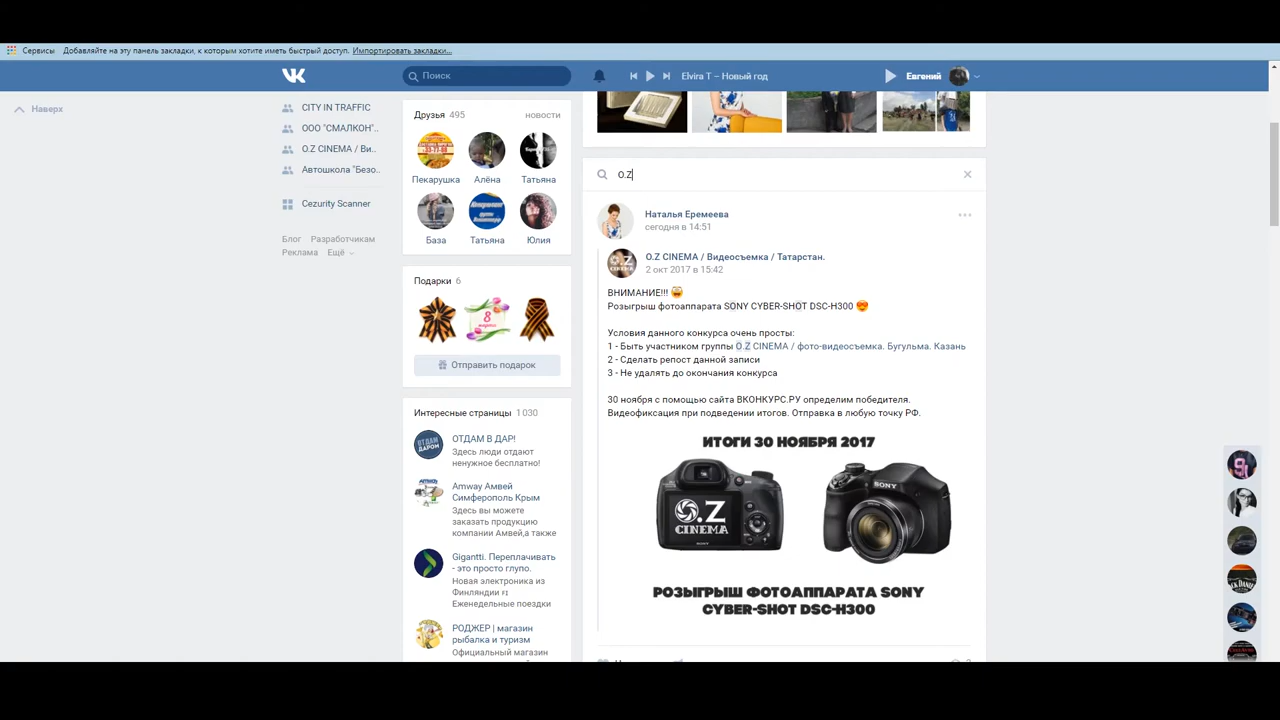 Сервисы
Добавляйте на эту панель закладки, к которым хотите иметь быстрый доступ. Импортировать закладки...
Поиск
Elvira T – Новый год
Евгений
Наверх
CITY IN TRAFFIC
ООО "СМАЛКОН"..
O.Z CINEMA / Ви..
Автошкола "Безо..
Cezurity Scanner
Блог Разработчикам
Реклама Ещё
Друзья 495
новости
Пекарушка
Алёна
Татьяна
База
Татьяна
Юлия
Подарки 6
8
марта
Отправить подарок
Интересные страницы 1 030
ОТДАМ ДАРОМ
ОТДАМ В ДАР!
Здесь люди отдают
ненужное бесплатно!
Amway Амвей
Симферополь Крым
Здесь вы можете
заказать продукцию
компании Амвей,а также
Gigantti. Переплачивать
- это просто глупо.
Новая электроника из
Финляндии
Еженедельные поездки
РОДЖЕР | магазин
рыбалка и туризм
Официальный магазин
O.Z
Наталья Еремеева
сегодня в 14:51
O.Z CINEMA / Видеосъемка / Татарстан.
2 окт 2017 в 15:42
ВНИМАНИЕ!!!
Розыгрыш фотоаппарата SONY CYBER-SHOT DSC-H300
Условия данного конкурса очень просты:
1 - Быть участником группы O.Z CINEMA / фото-видеосъемка. Бугульма. Казань
2 - Сделать репост данной записи
3 - Не удалять до окончания конкурса
30 ноября с помощью сайта ВКОНКУРС.РУ определим победителя.
Видеофиксация при подведении итогов. Отправка в любую точку РФ.
ИТОГИ 30 НОЯБРЯ 2017
O.Z
CINEMA
SONY
SONY
РОЗЫГРЫШ ФОТОАППАРАТА SONY
CYBER-SHOT DSC-H300